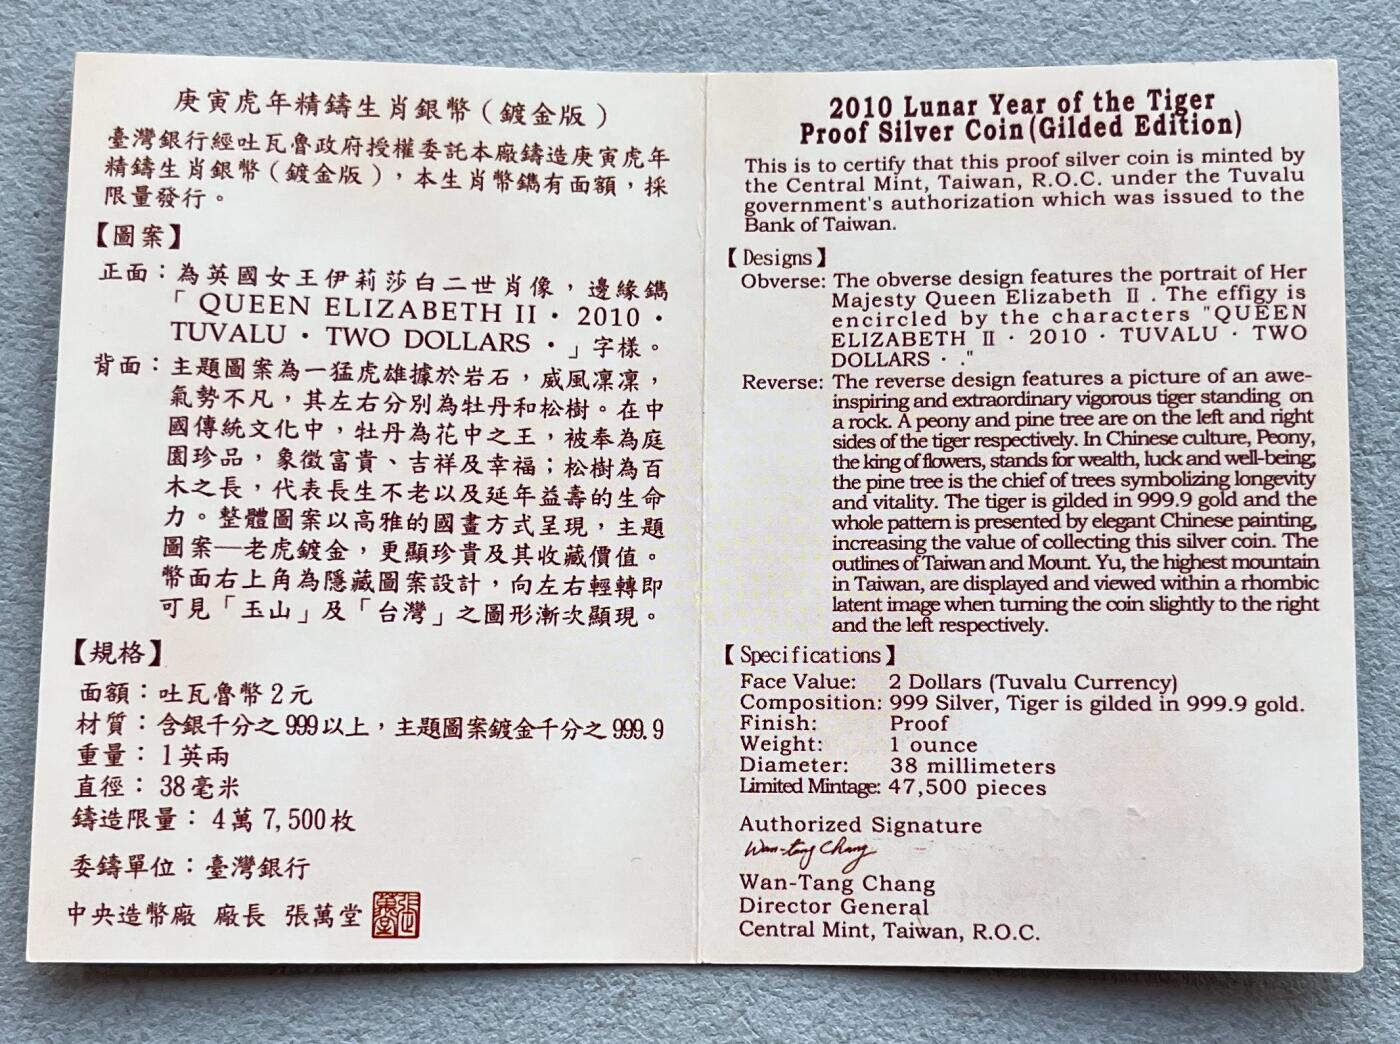 庚寅虎年精鑄生肖銀幣（鍍金版）
臺灣銀行經吐瓦魯政府授權委託本廠鑄造庚寅虎年
精鑄生肖銀幣（鍍金版），本生肖幣鐫有面額，採
限量發行。
【圖案】
正面：為英國女王伊莉莎白二世肖像，邊緣鐫
「 QUEEN ELIZABETH II · 2010 ·
TUVALU · TWO DOLLARS · 」字樣。
背面：主題圖案為一猛虎雄據於岩石，威風凜凜，
氣勢不凡，其左右分別為牡丹和松樹。在中
國傳統文化中，牡丹為花中之王，被奉為庭
園珍品，象徵富貴、吉祥及幸福；松樹為百
木之長，代表長生不老以及延年益壽的生命
力。整體圖案以高雅的國畫方式呈現，主題
圖案—老虎鍍金，更顯珍貴及其收藏價值。
幣面右上角為隱藏圖案設計，向左右輕轉即
可見「玉山」及「台灣」之圖形漸次顯現。
【規格】
面額：吐瓦魯幣2元
材質：含銀千分之999以上，主題圖案鍍金千分之999.9
重量：1英兩
直徑：38毫米
鑄造限量：4萬7,500枚
委鑄單位：臺灣銀行
中央造幣廠 廠長 張萬堂
2010 Lunar Year of the Tiger
Proof Silver Coin(Gilded Edition)
This is to certify that this proof silver coin is minted by
the Central Mint, Taiwan, R.O.C. under the Tuvalu
government's authorization which was issued to the
Bank of Taiwan.
【Designs】
Obverse: The obverse design features the portrait of Her
Majesty Queen Elizabeth Ⅱ . The effigy is
encircled by the characters "QUEEN
ELIZABETH Ⅱ · 2010 · TUVALU · TWO
DOLLARS · ."
Reverse: The reverse design features a picture of an awe-
inspiring and extraordinary vigorous tiger standing on
a rock. A peony and pine tree are on the left and right
sides of the tiger respectively. In Chinese culture, Peony,
the king of flowers, stands for wealth, luck and well-being;
the pine tree is the chief of trees symbolizing longevity
and vitality. The tiger is gilded in 999.9 gold and the
whole pattern is presented by elegant Chinese painting,
increasing the value of collecting this silver coin. The
outlines of Taiwan and Mount. Yu, the highest mountain
in Taiwan, are displayed and viewed within a rhombic
latent image when turning the coin slightly to the right
and the left respectively.
【Specifications】
Face Value: 2 Dollars (Tuvalu Currency)
Composition: 999 Silver, Tiger is gilded in 999.9 gold.
Finish: Proof
Weight: 1 ounce
Diameter: 38 millimeters
Limited Mintage: 47,500 pieces
Authorized Signature
Wan-tang Chang
Wan-Tang Chang
Director General
Central Mint, Taiwan, R.O.C.